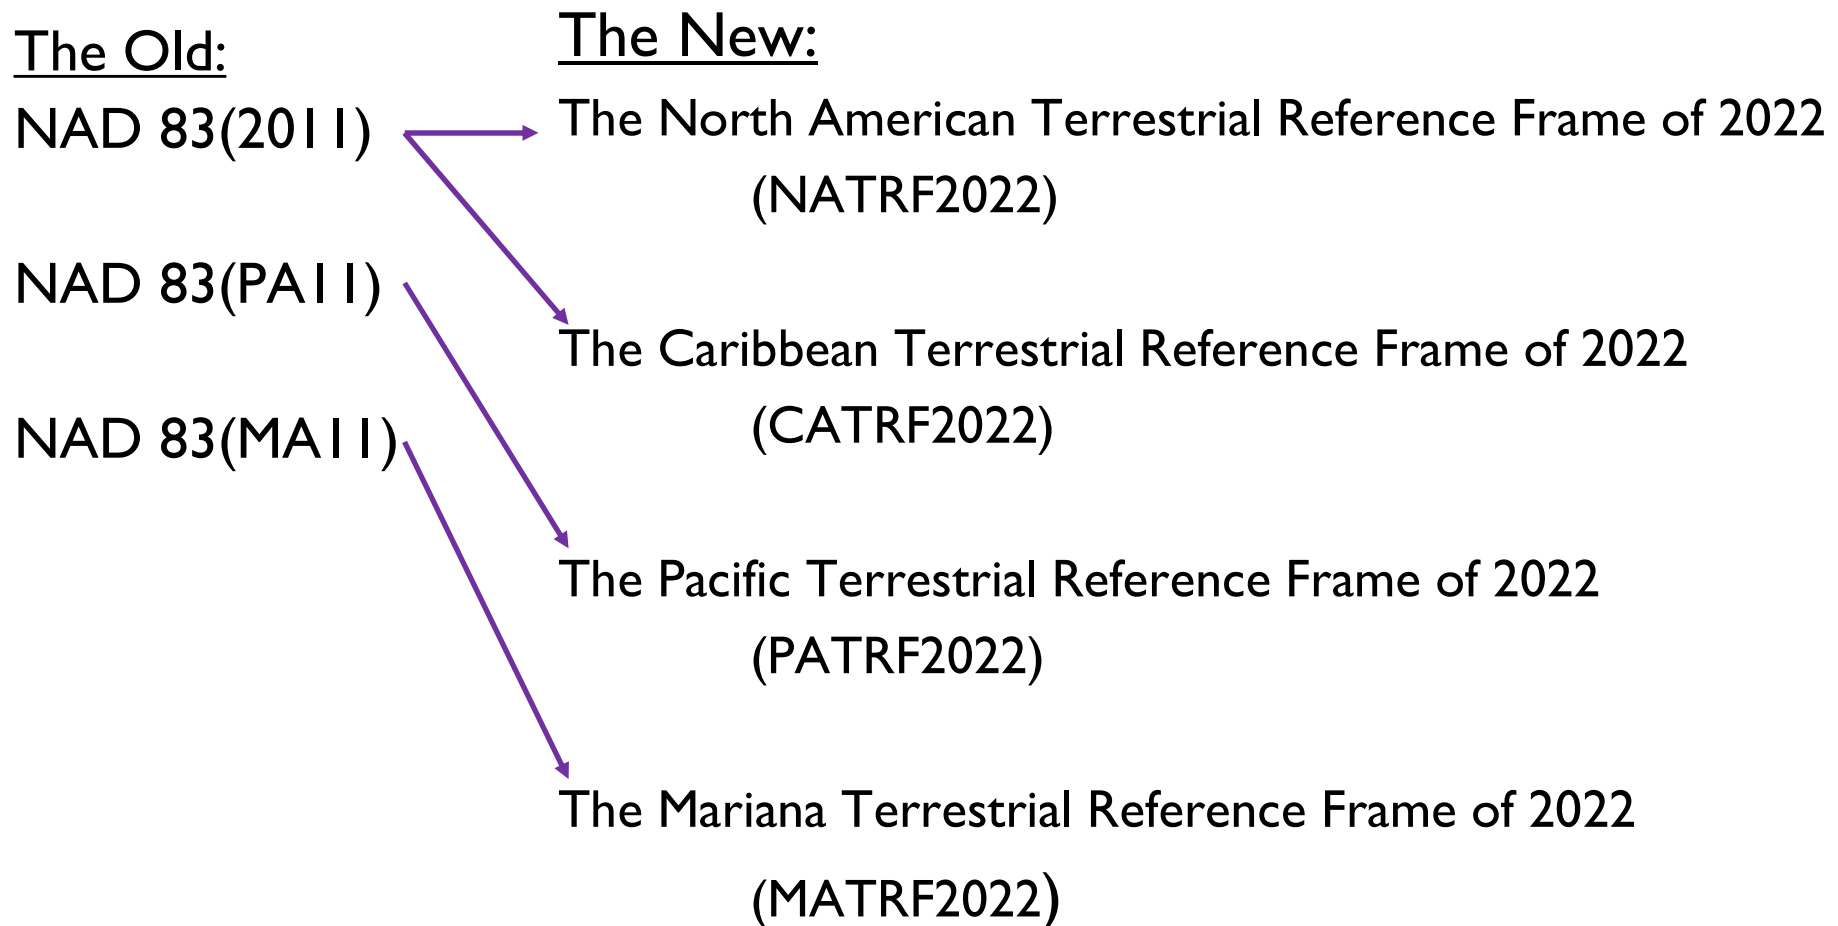 The Old:
NAD 83(2011)
NAD 83(PA11)
NAD 83(MA11)
The New:
The North American Terrestrial Reference Frame of 2022
(NATRF2022)
The Caribbean Terrestrial Reference Frame of 2022
(CATRF2022)
The Pacific Terrestrial Reference Frame of 2022
(PATRF2022)
The Mariana Terrestrial Reference Frame of 2022
(MATRF2022)